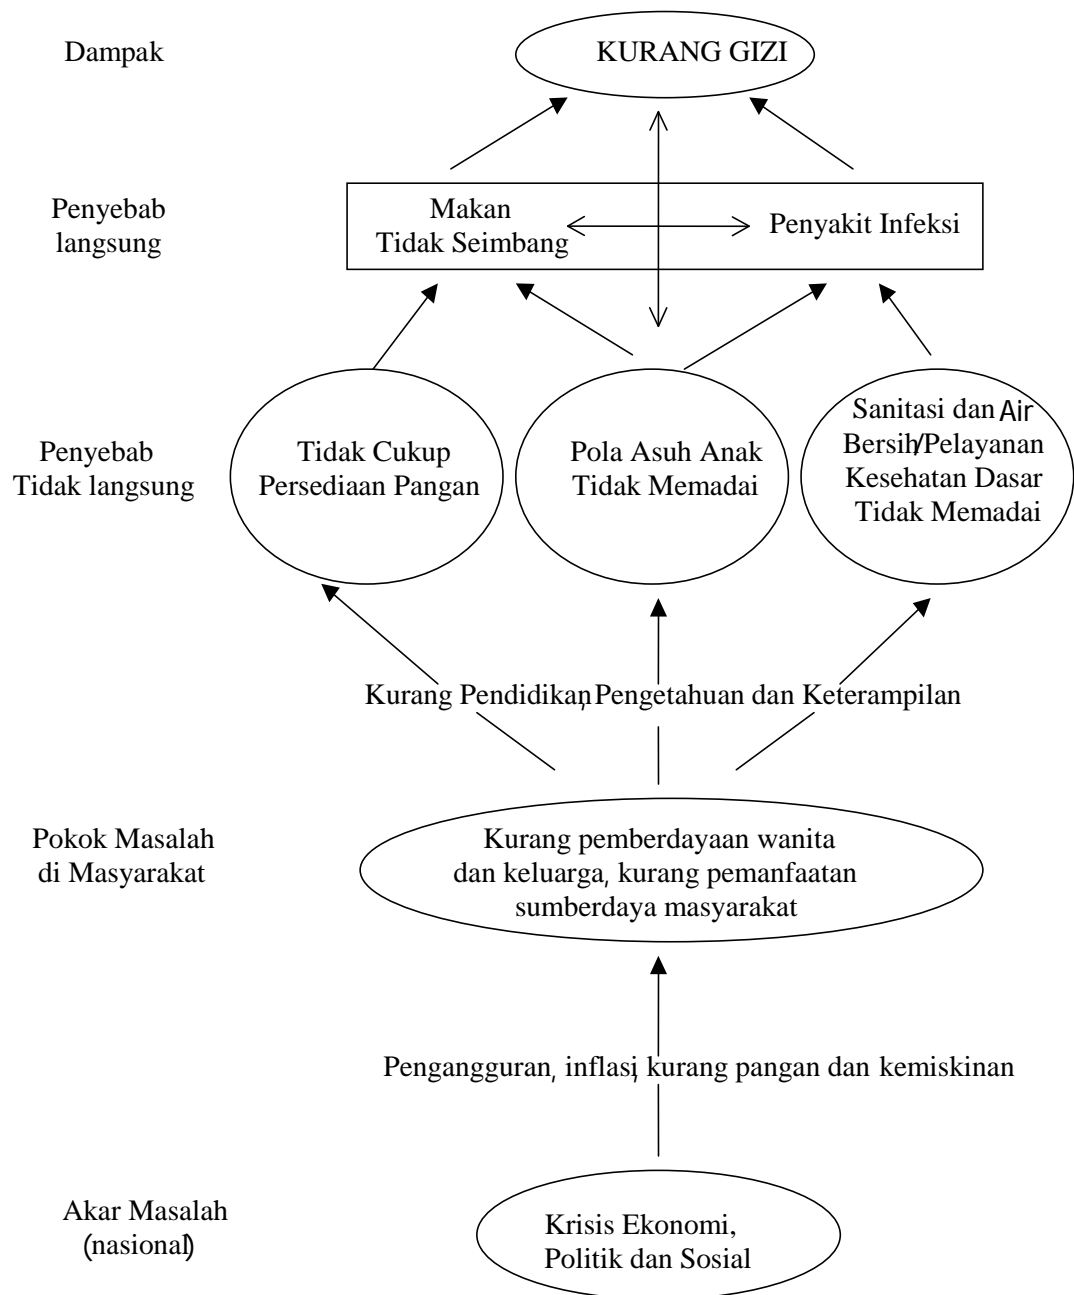 Dampak
KURANG GIZI
Penyebab
langsung
Makan
Tidak Seimbang
Penyakit Infeksi
Penyebab
Tidak langsung
Tidak Cukup
Persediaan Pangan
Pola Asuh Anak
Tidak Memadai
Sanitasi dan Air
Bersih/Pelayanan
Kesehatan Dasar
Tidak Memadai
Kurang Pendidikan, Pengetahuan dan Keterampilan
Pokok Masalah
di Masyarakat
Kurang pemberdayaan wanita
dan keluarga, kurang pemanfaatan
sumberdaya masyarakat
Pengangguran, inflasi, kurang pangan dan kemiskinan
Akar Masalah
(nasional)
Krisis Ekonomi,
Politik dan Sosial